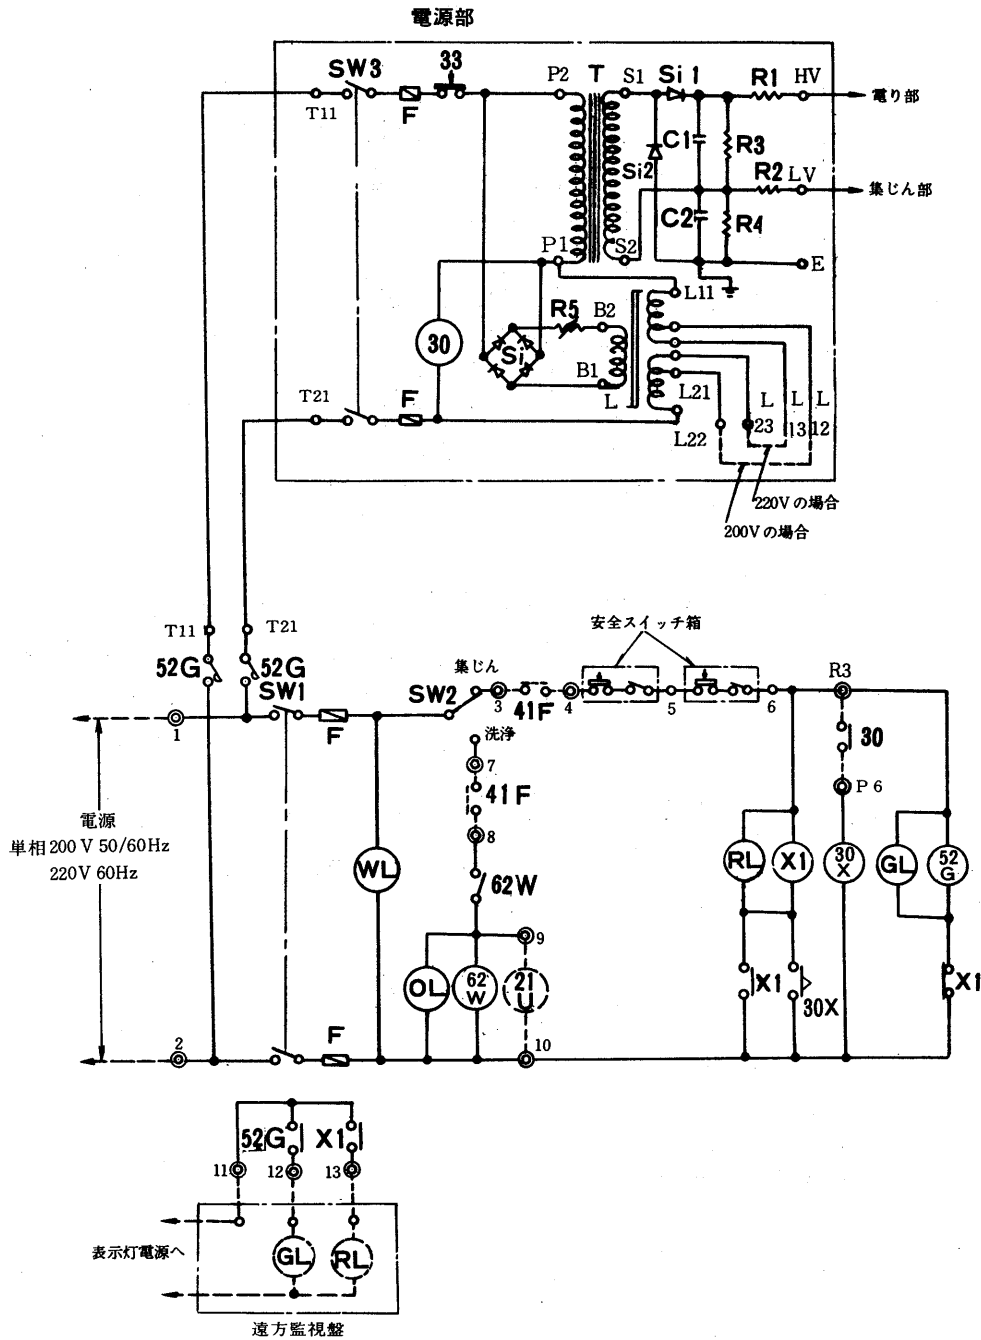 電源部
SW3
33
F
T11
P2
T
S1
Si 1
R1
HV
電り部
C1
R3
Si2
R2
LV
集じん部
C2
R4
P1
S2
E
L11
30
Si
R5
B2
B1
L
L21
L22
T21
F
L
L
L
23
13
12
220Vの場合
200Vの場合
T11
T21
52G
52G
SW1
F
1
SW2
集じん
3
41F
4
安全スイッチ箱
5
6
R3
洗浄
7
41F
8
62W
30
P6
電源
単相200V 50/60Hz
220V 60Hz
WL
RL
X1
30
X
GL
52
G
9
OL
62
W
21
U
X1
30X
X1
2
F
10
52G
X1
11
12
13
表示灯電源へ
GL
RL
遠方監視盤